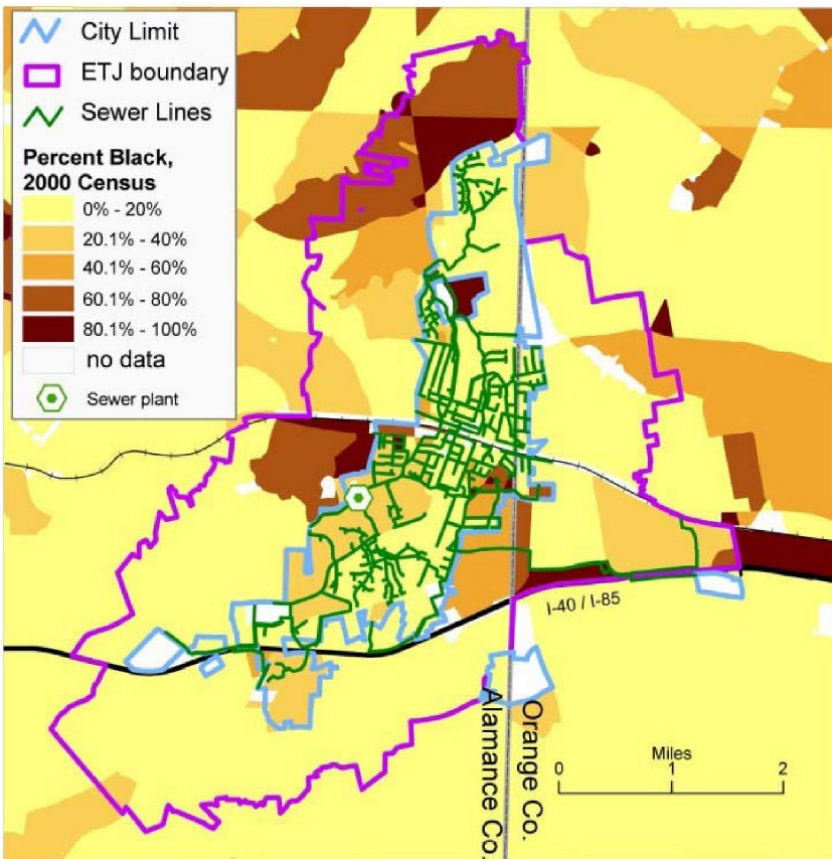 City Limit
ETJ boundary
Sewer Lines
Percent Black,
2000 Census
0% - 20%
20.1% - 40%
40.1% - 60%
60.1% - 80%
80.1% - 100%
no data
Sewer plant
I-40 / I-85
Orange Co.
Alamance Co.
Miles
0 1 2